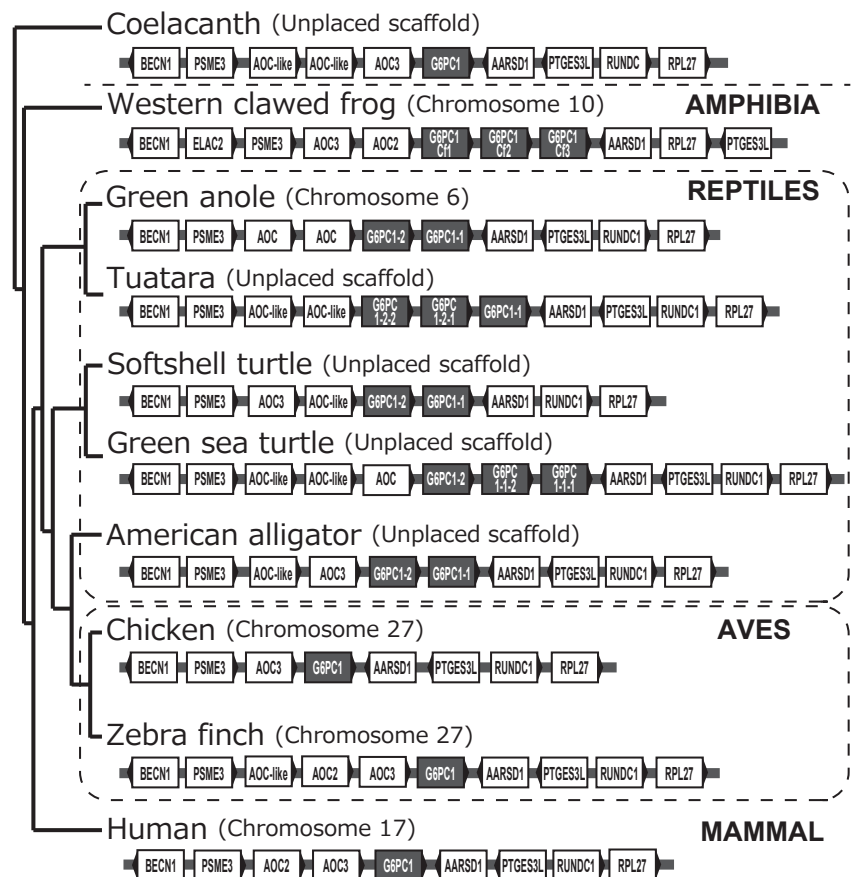 Coelacanth (Unplaced scaffold)
BECN1 PSME3 AOC-like AOC-like AOC3 G6PC1 AARSD1 PTGES3L RUNDC RPL27
Western clawed frog (Chromosome 10) AMPHIBIA
BECN1 ELAC2 PSME3 AOC3 AOC2 G6PC1 Cf1 G6PC1 Cf2 G6PC1 Cf3 AARSD1 RPL27 PTGES3L
REPTILES
Green anole (Chromosome 6)
BECN1 PSME3 AOC AOC G6PC1-2 G6PC1-1 AARSD1 PTGES3L RUNDC1 RPL27
Tuatara (Unplaced scaffold)
BECN1 PSME3 AOC-like AOC-like G6PC 1-2-2 G6PC 1-2-1 G6PC1-1 AARSD1 PTGES3L RUNDC1 RPL27
Softshell turtle (Unplaced scaffold)
BECN1 PSME3 AOC3 AOC-like G6PC1-2 G6PC1-1 AARSD1 RUNDC1 RPL27
Green sea turtle (Unplaced scaffold)
BECN1 PSME3 AOC-like AOC-like AOC G6PC1-2 G6PC 1-1-2 G6PC 1-1-1 AARSD1 PTGES3L RUNDC1 RPL27
American alligator (Unplaced scaffold)
BECN1 PSME3 AOC-like AOC3 G6PC1-2 G6PC1-1 AARSD1 PTGES3L RUNDC1 RPL27
Chicken (Chromosome 27) AVES
BECN1 PSME3 AOC3 G6PC1 AARSD1 PTGES3L RUNDC1 RPL27
Zebra finch (Chromosome 27)
BECN1 PSME3 AOC-like AOC2 AOC3 G6PC1 AARSD1 PTGES3L RUNDC1 RPL27
Human (Chromosome 17) MAMMAL
BECN1 PSME3 AOC2 AOC3 G6PC1 AARSD1 PTGES3L RUNDC1 RPL27